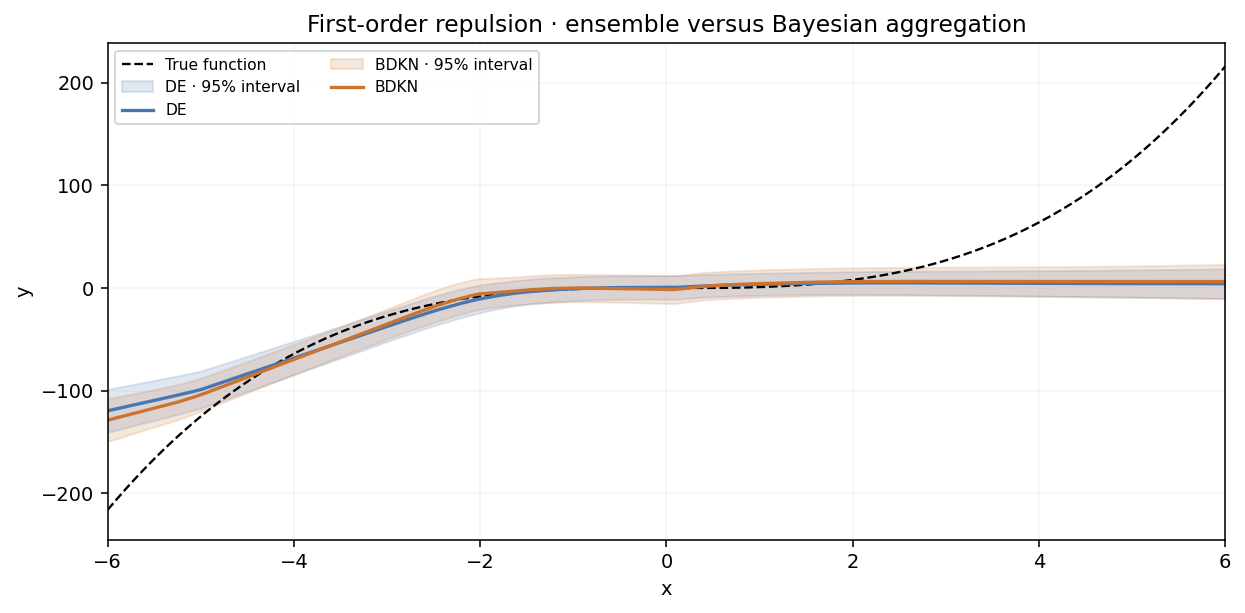 First-order repulsion · ensemble versus Bayesian aggregation
True function
DE · 95% interval
DE
BDKN · 95% interval
BDKN
y
200
100
0
−100
−200
−6
−4
−2
0
2
4
6
x